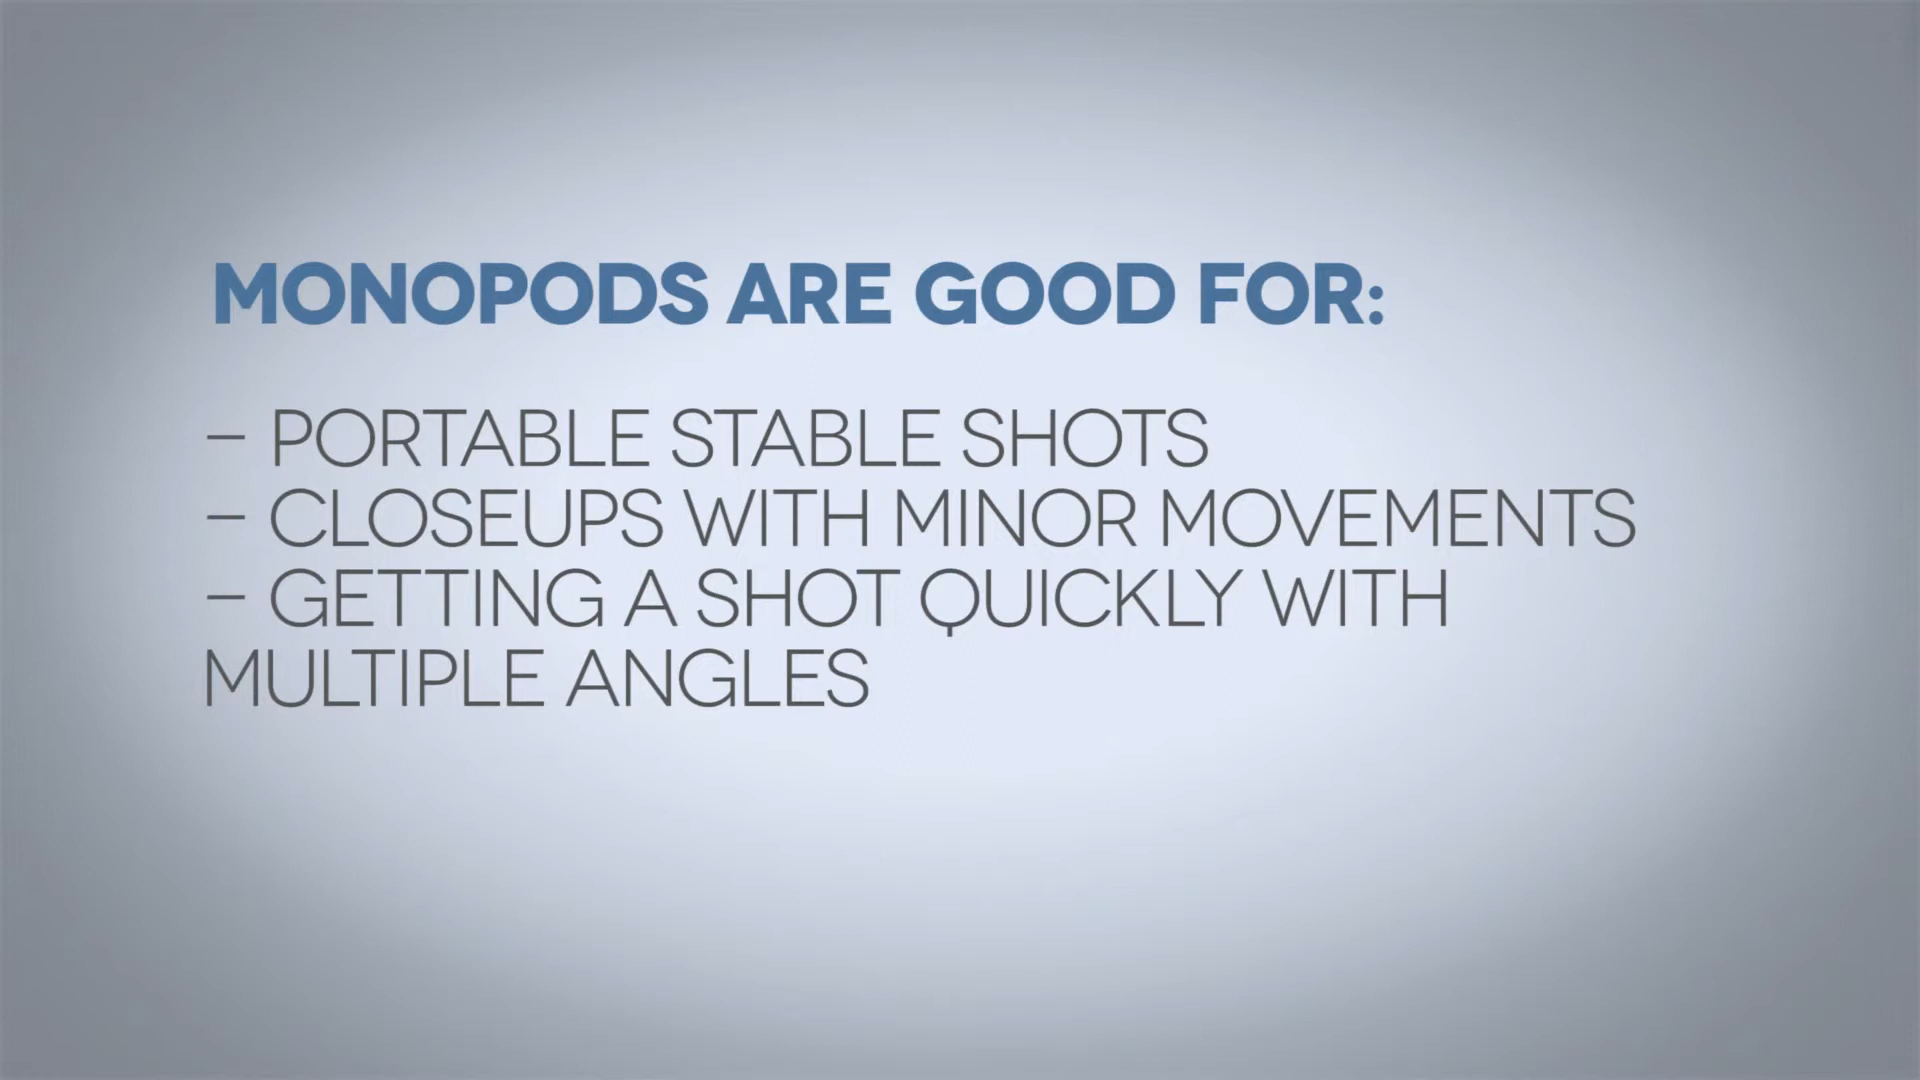 MONOPODS ARE GOOD FOR:
– PORTABLE STABLE SHOTS
– CLOSEUPS WITH MINOR MOVEMENTS
– GETTING A SHOT QUICKLY WITH
MULTIPLE ANGLES